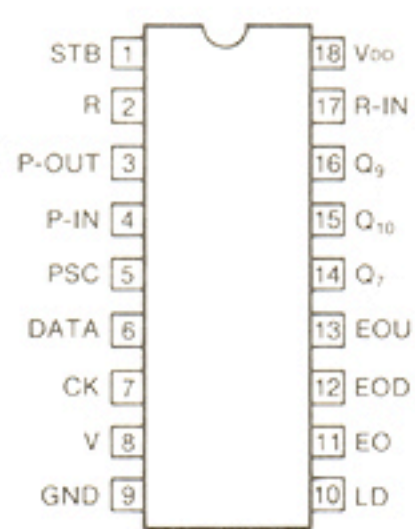 STB 1 18 VDD
R 2 17 R-IN
P-OUT 3 16 Q₉
P-IN 4 15 Q₁₀
PSC 5 14 Q₇
DATA 6 13 EOU
CK 7 12 EOD
V 8 11 EO
GND 9 10 LD